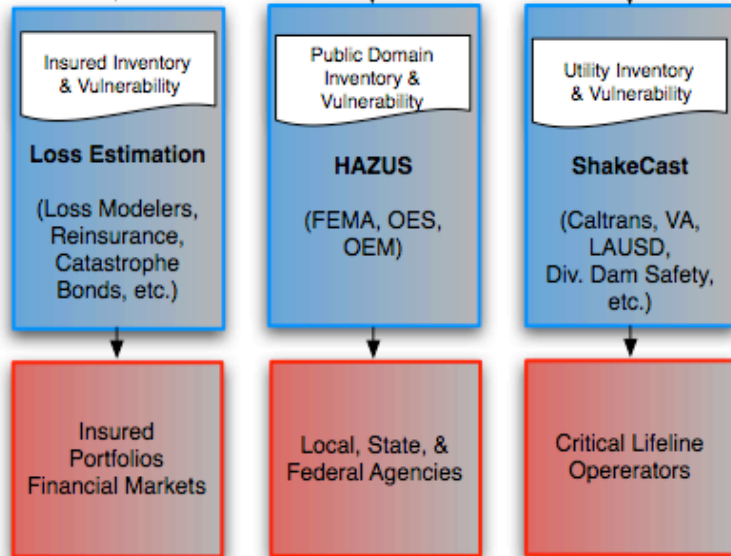 Insured Inventory
& Vulnerability
Loss Estimation
(Loss Modelers,
Reinsurance,
Catastrophe
Bonds, etc.)
Insured
Portfolios
Financial Markets
Public Domain
Inventory &
Vulnerability
HAZUS
(FEMA, OES,
OEM)
Local, State, &
Federal Agencies
Utility Inventory
& Vulnerability
ShakeCast
(Caltrans, VA,
LAUSD,
Div. Dam Safety,
etc.)
Critical Lifeline
Opererators